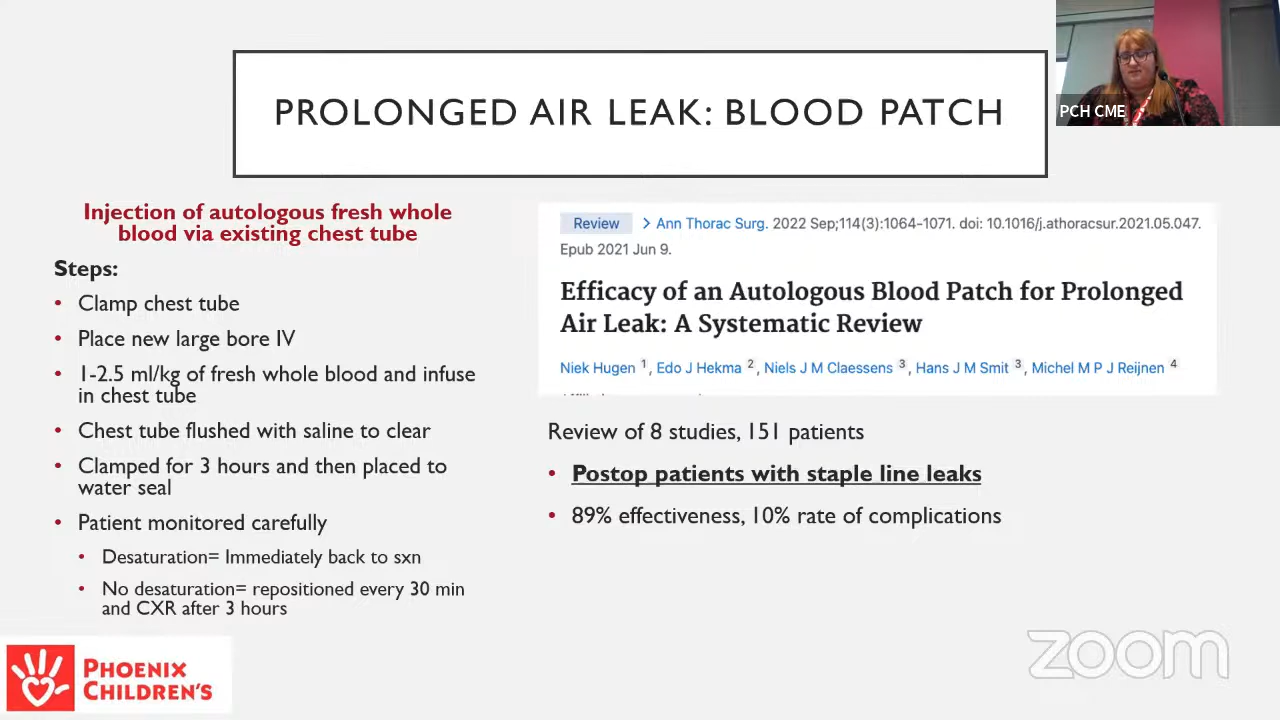 PROLONGED AIR LEAK: BLOOD PATCH
PCH CME
Injection of autologous fresh whole
blood via existing chest tube
Steps:
• Clamp chest tube
• Place new large bore IV
• 1-2.5 ml/kg of fresh whole blood and infuse
in chest tube
• Chest tube flushed with saline to clear
• Clamped for 3 hours and then placed to
water seal
• Patient monitored carefully
• Desaturation= Immediately back to sxn
• No desaturation= repositioned every 30 min
and CXR after 3 hours
Review > Ann Thorac Surg. 2022 Sep;114(3):1064-1071. doi: 10.1016/j.athoracsur.2021.05.047.
Epub 2021 Jun 9.
Efficacy of an Autologous Blood Patch for Prolonged
Air Leak: A Systematic Review
Niek Hugen 1, Edo J Hekma 2, Niels J M Claessens 3, Hans J M Smit 3, Michel M P J Reijnen 4
Review of 8 studies, 151 patients
• Postop patients with staple line leaks
• 89% effectiveness, 10% rate of complications
PHOENIX
CHILDREN'S
zoom